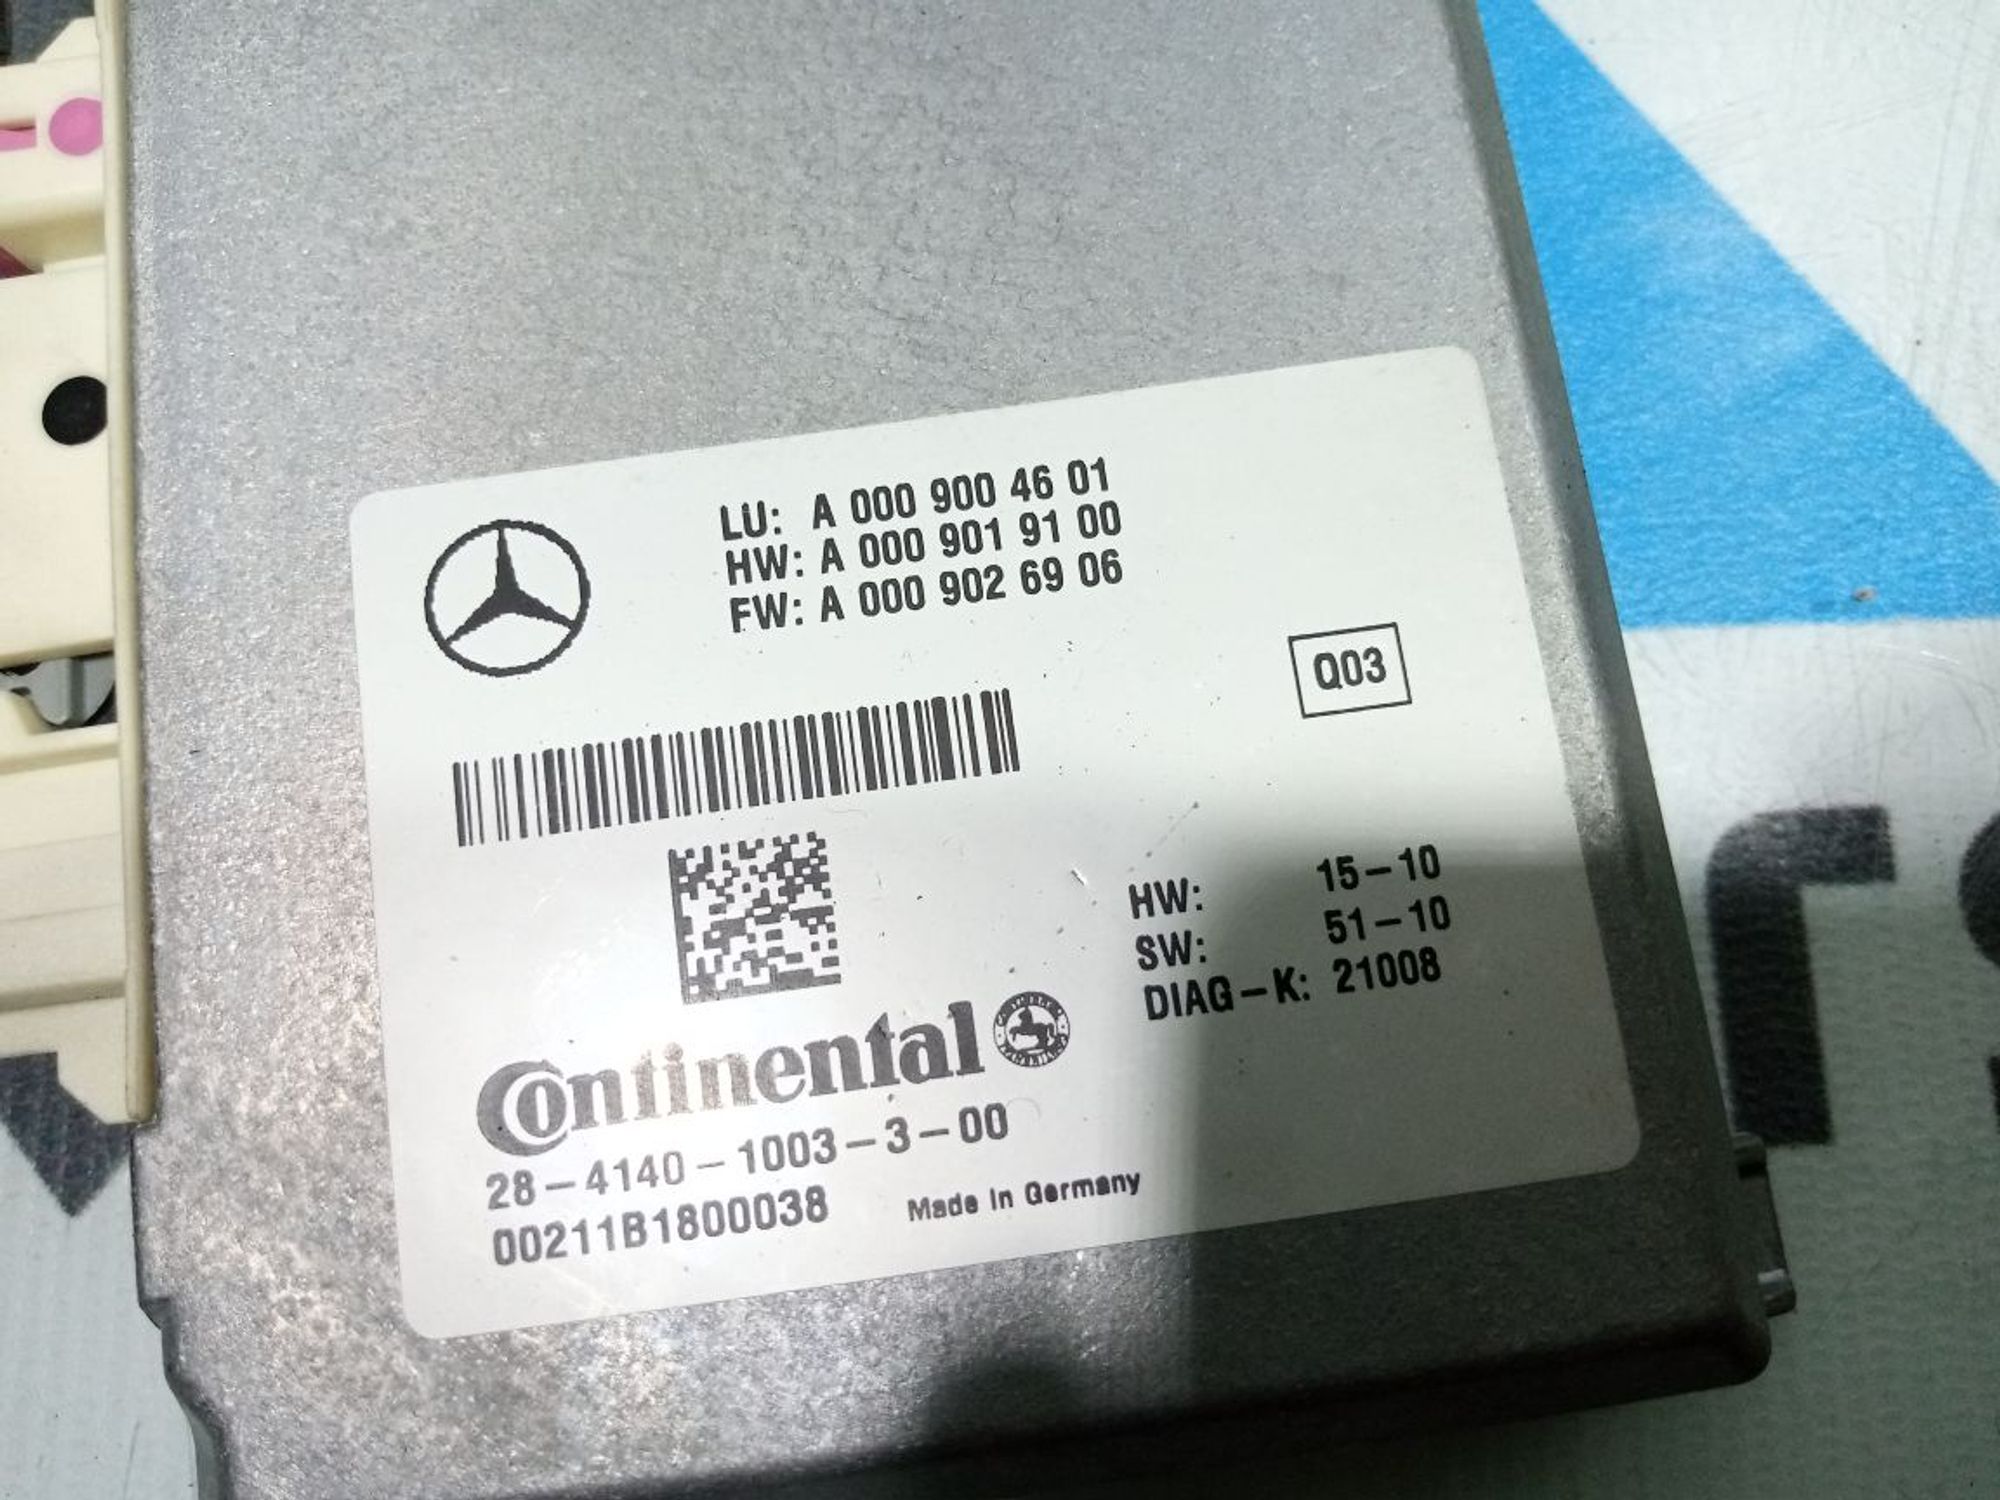 LU: A 000 900 46 01
HW: A 000 901 91 00
FW: A 000 902 69 06
Q03
HW: 15-10
SW: 51-10
DIAG-K: 21008
Continental
28-4140-1003-3-00
00211B1800038
Made In Germany